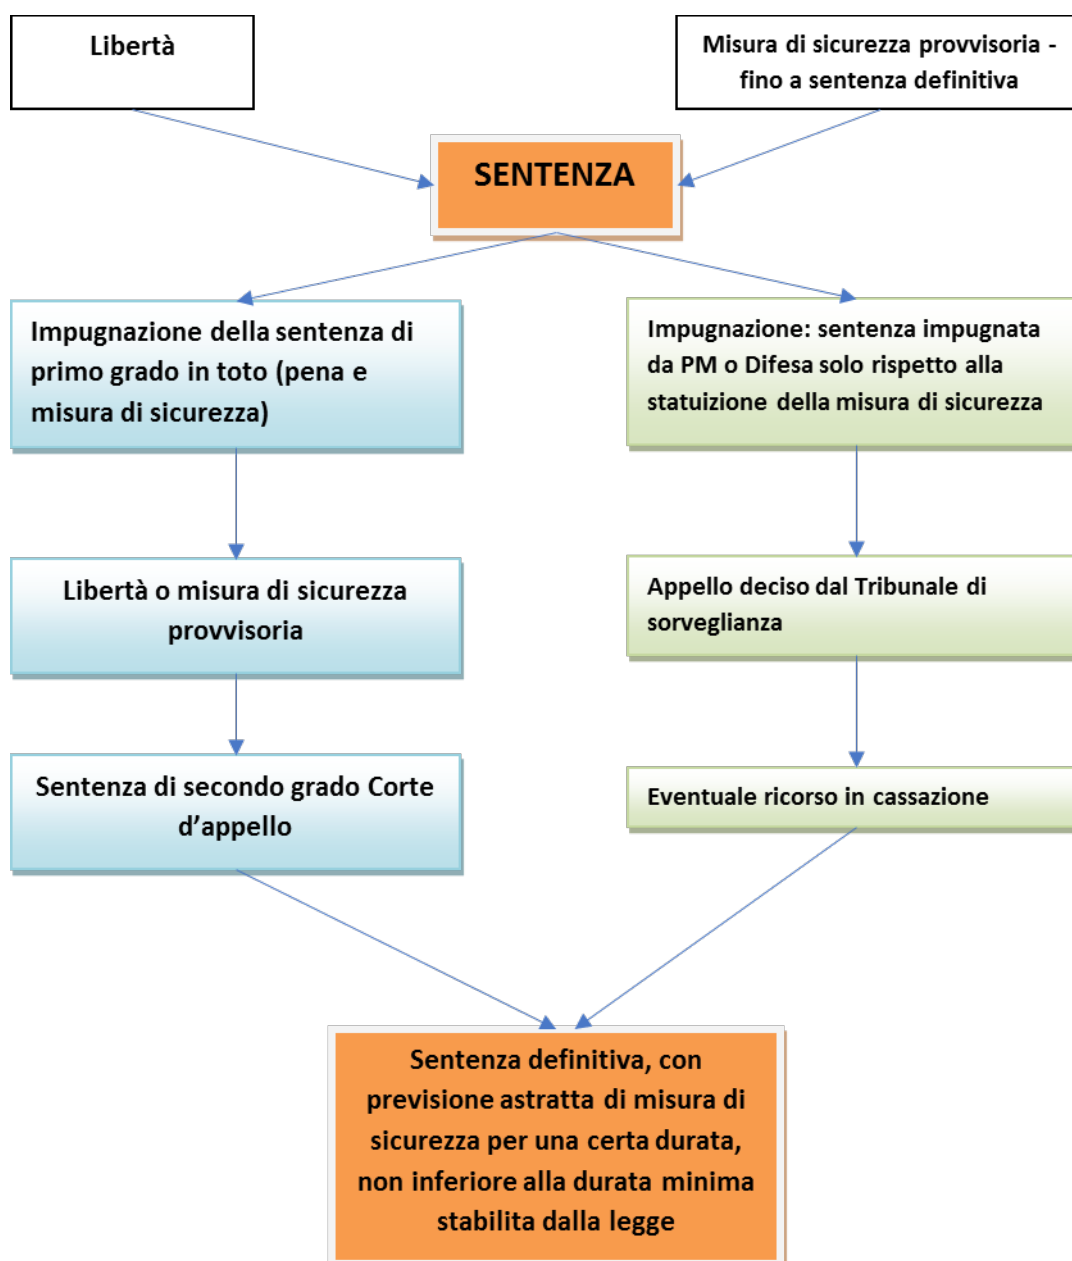 Libertà
Misura di sicurezza provvisoria -
fino a sentenza definitiva
SENTENZA
Impugnazione della sentenza di
primo grado in toto (pena e
misura di sicurezza)
Impugnazione: sentenza impugnata
da PM o Difesa solo rispetto alla
statuizione della misura di sicurezza
Libertà o misura di sicurezza
provvisoria
Appello deciso dal Tribunale di
sorveglianza
Sentenza di secondo grado Corte
d’appello
Eventuale ricorso in cassazione
Sentenza definitiva, con
previsione astratta di misura di
sicurezza per una certa durata,
non inferiore alla durata minima
stabilita dalla legge